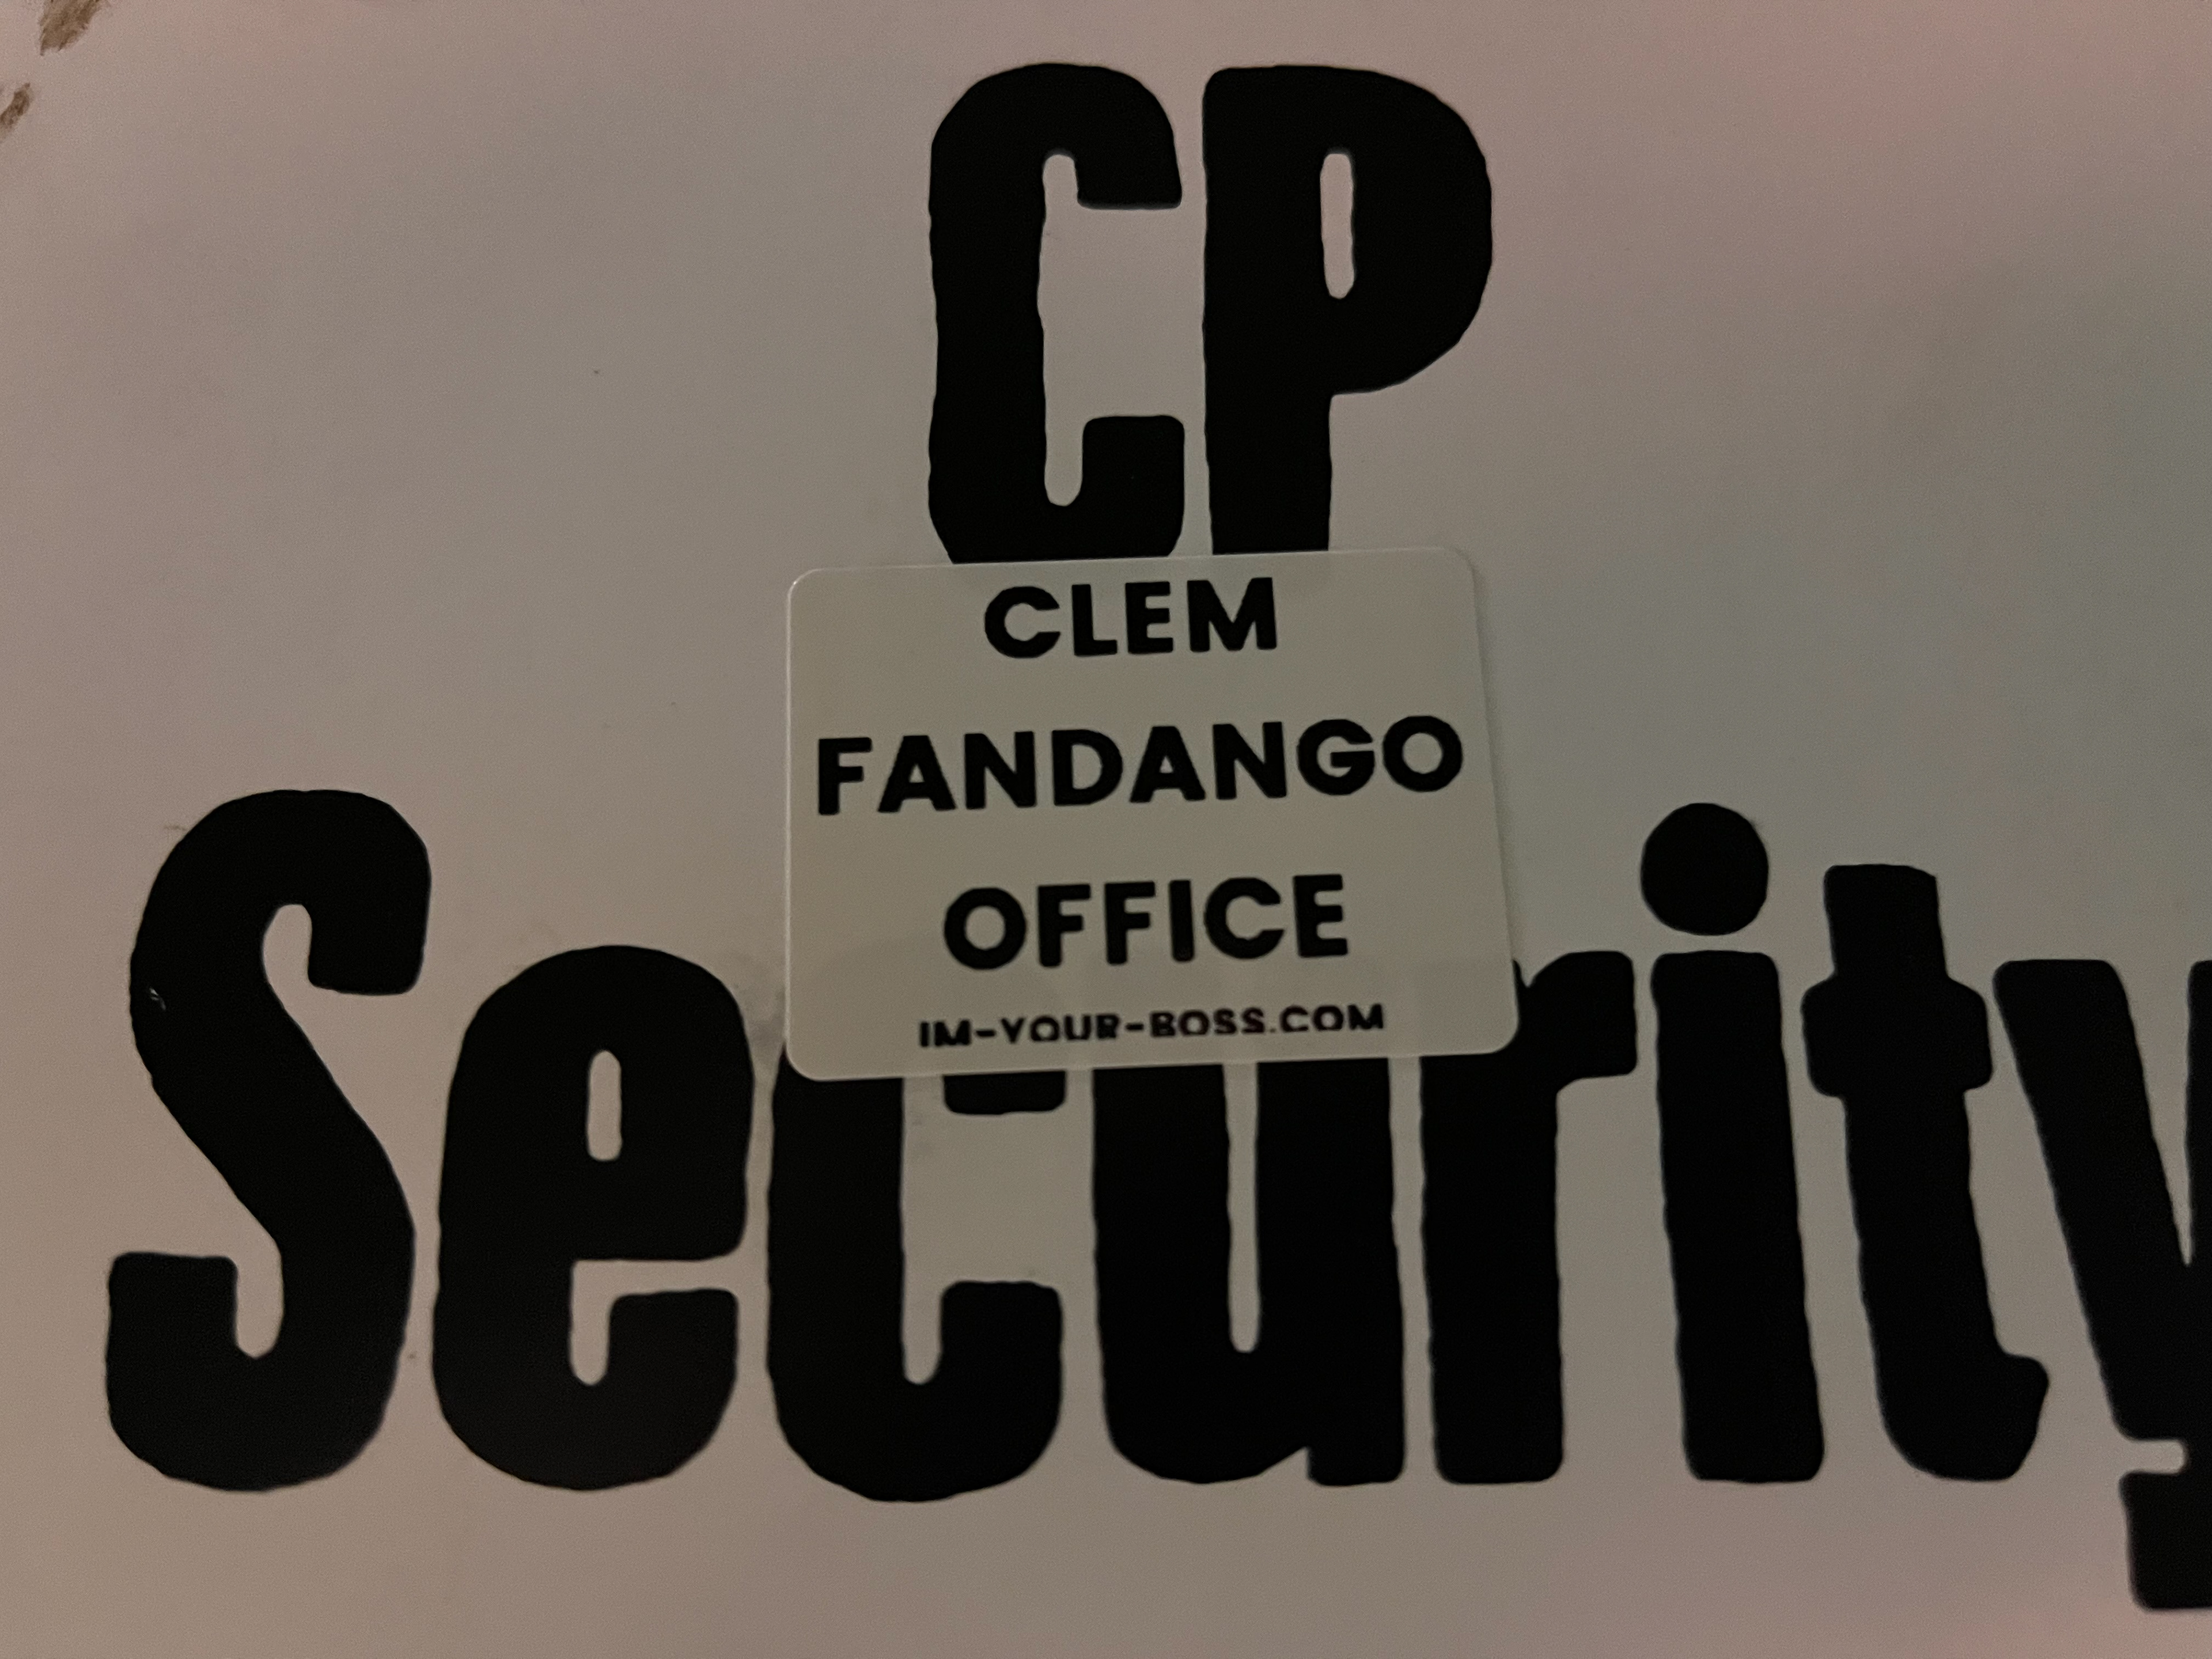 CP
CLEM
FANDANGO
OFFICE
IM-YOUR-BOSS.COM
Security